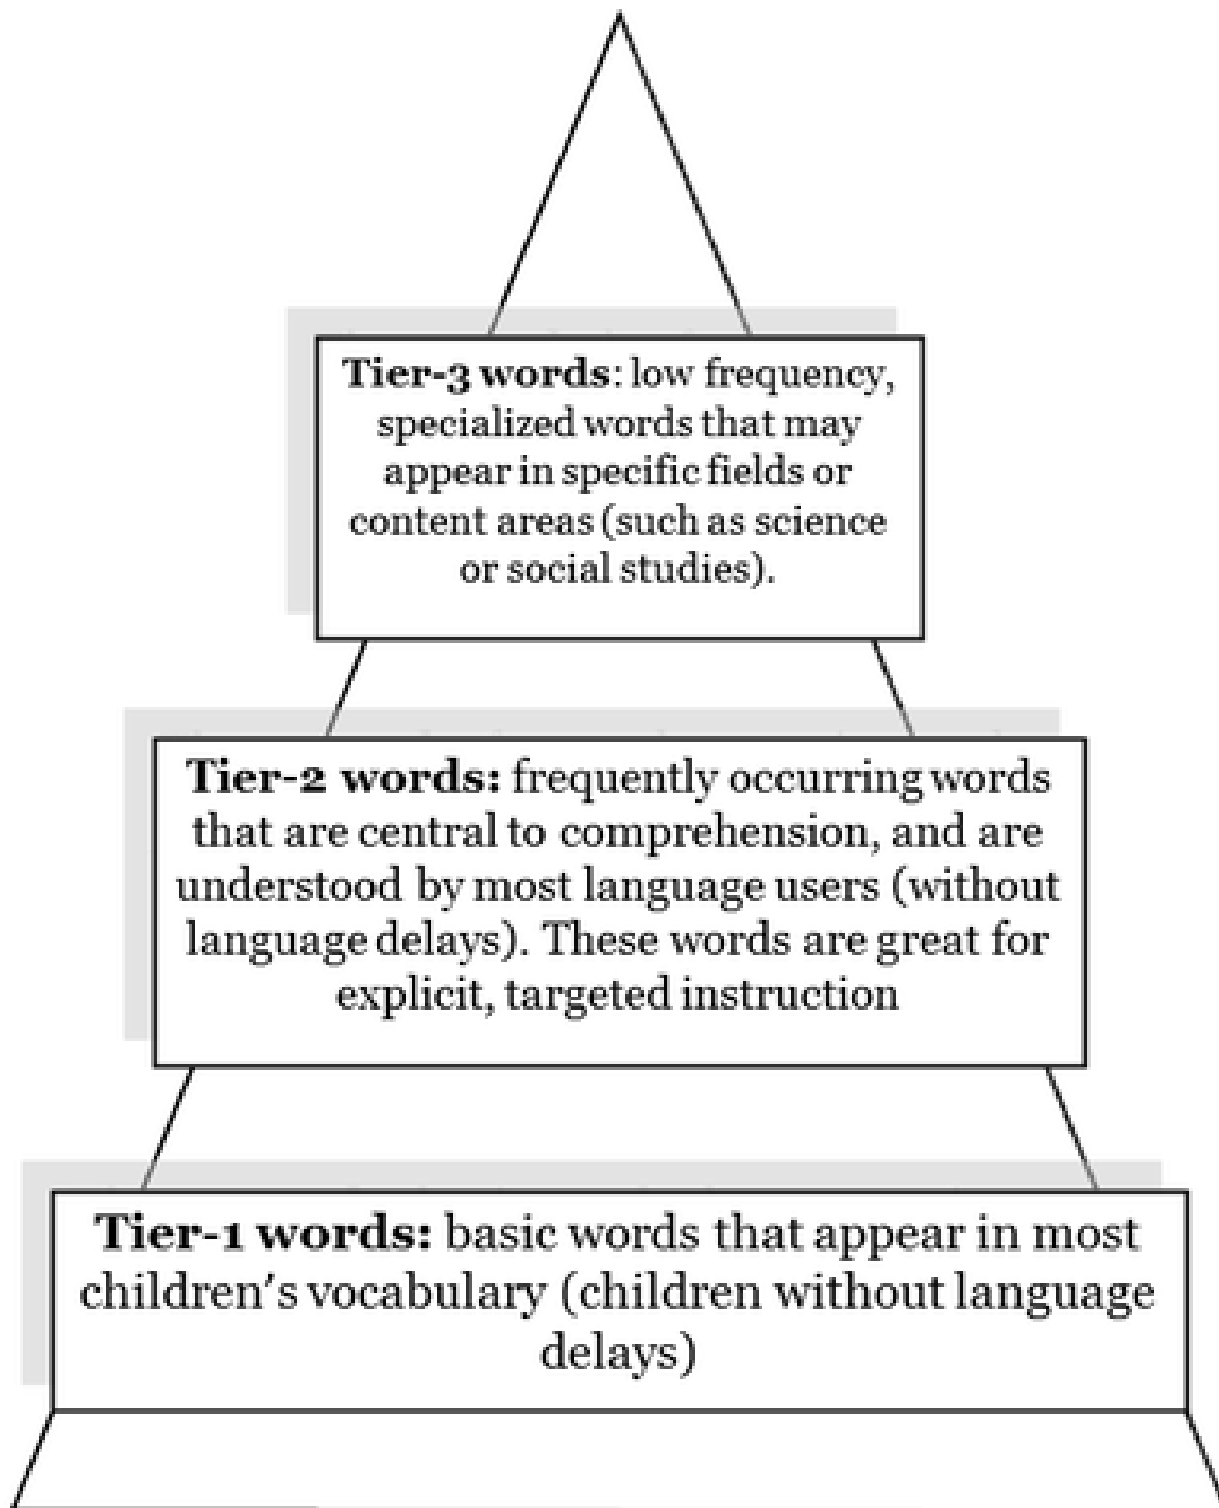 Tier-3 words: low frequency,
specialized words that may
appear in specific fields or
content areas (such as science
or social studies).
Tier-2 words: frequently occurring words
that are central to comprehension, and are
understood by most language users (without
language delays). These words are great for
explicit, targeted instruction
Tier-1 words: basic words that appear in most
children's vocabulary (children without language
delays)